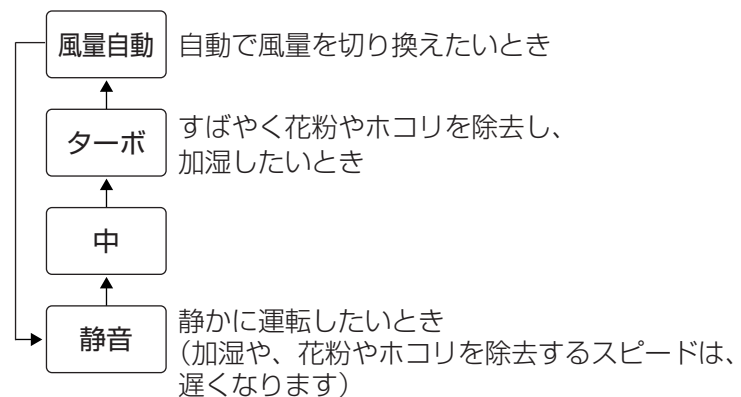 風量自動 自動で風量を切り換えたいとき
ターボ すばやく花粉やホコリを除去し、
加湿したいとき
中
静音 静かに運転したいとき
（加湿や、花粉やホコリを除去するスピードは、
遅くなります）